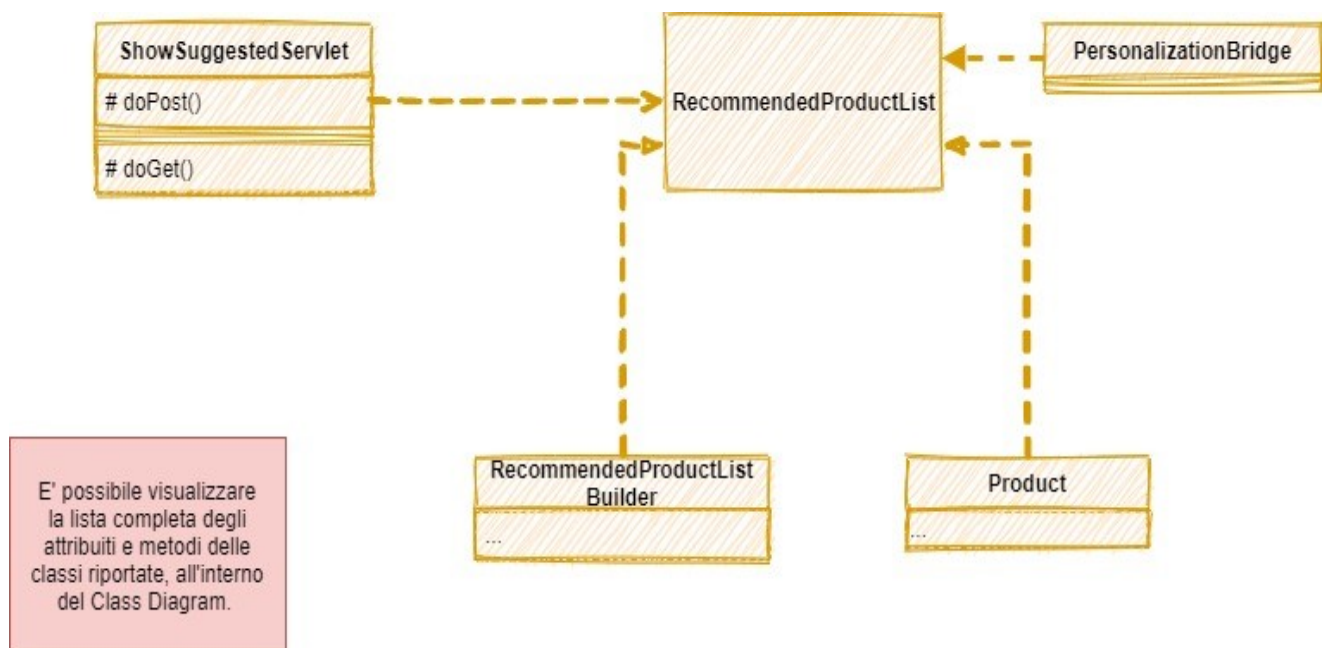 ShowSuggestedServlet
# doPost()
# doGet()
RecommendedProductList
PersonalizationBridge
RecommendedProductList
Builder
...
Product
...
E' possibile visualizzare
la lista completa degli
attribuiti e metodi delle
classi riportate, all'interno
del Class Diagram.